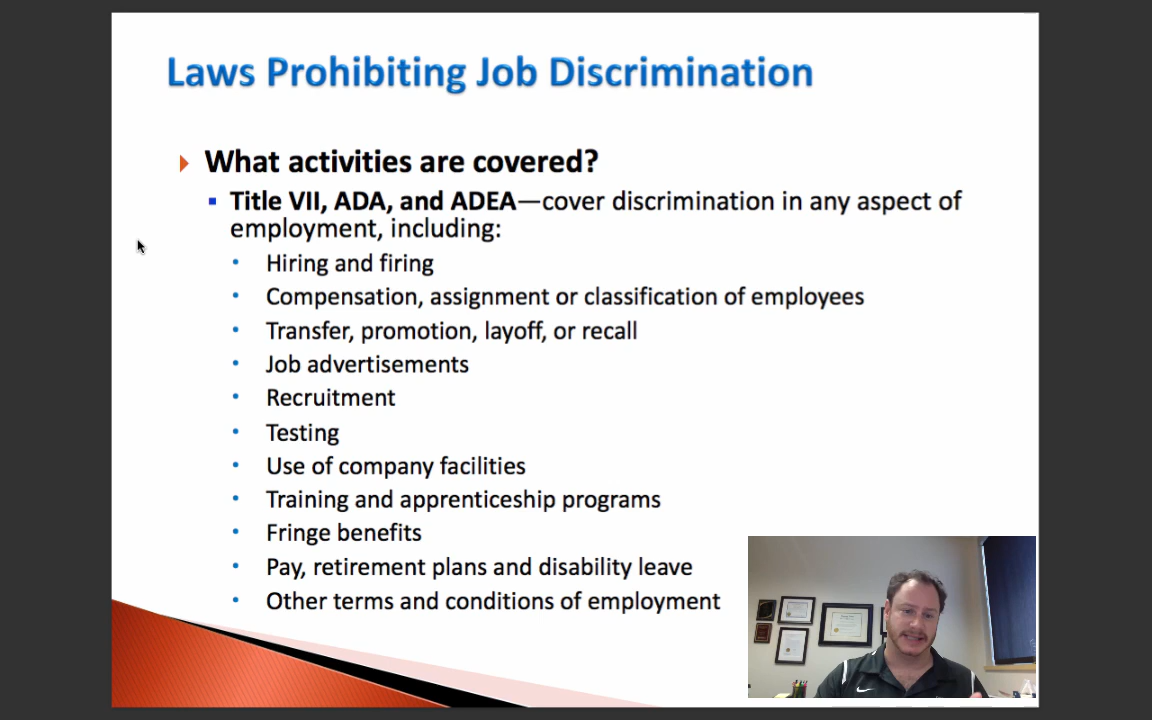 Laws Prohibiting Job Discrimination
What activities are covered?
Title VII, ADA, and ADEA—cover discrimination in any aspect of
employment, including:
Hiring and firing
Compensation, assignment or classification of employees
Transfer, promotion, layoff, or recall
Job advertisements
Recruitment
Testing
Use of company facilities
Training and apprenticeship programs
Fringe benefits
Pay, retirement plans and disability leave
Other terms and conditions of employment